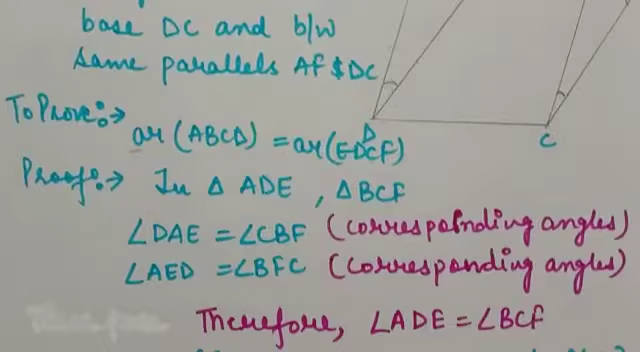 base DC and b/w
same parallels AF $ DC
D
C
To Prove:→
ar (ABCD) = ar(EDCF)
Proof:→ In Δ ADE , Δ BCF
∠DAE = ∠CBF (corresponding angles)
∠AED = ∠BFC (corresponding angles)
Therefore, ∠ADE = ∠BCF